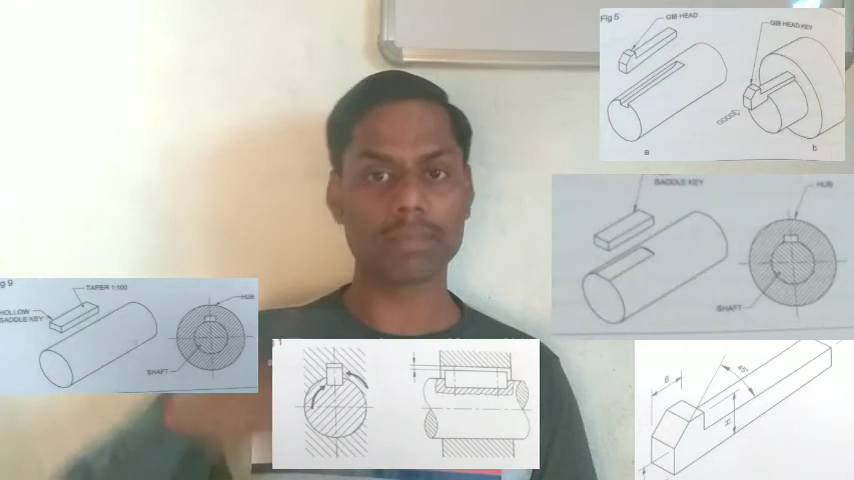 Fig 5
GIB HEAD
GIB HEAD KEY
a
b
SADDLE KEY
HUB
SHAFT
g 9
TAPER 1:100
HOLLOW
SADDLE KEY
HUB
SHAFT
1
B
45°
H